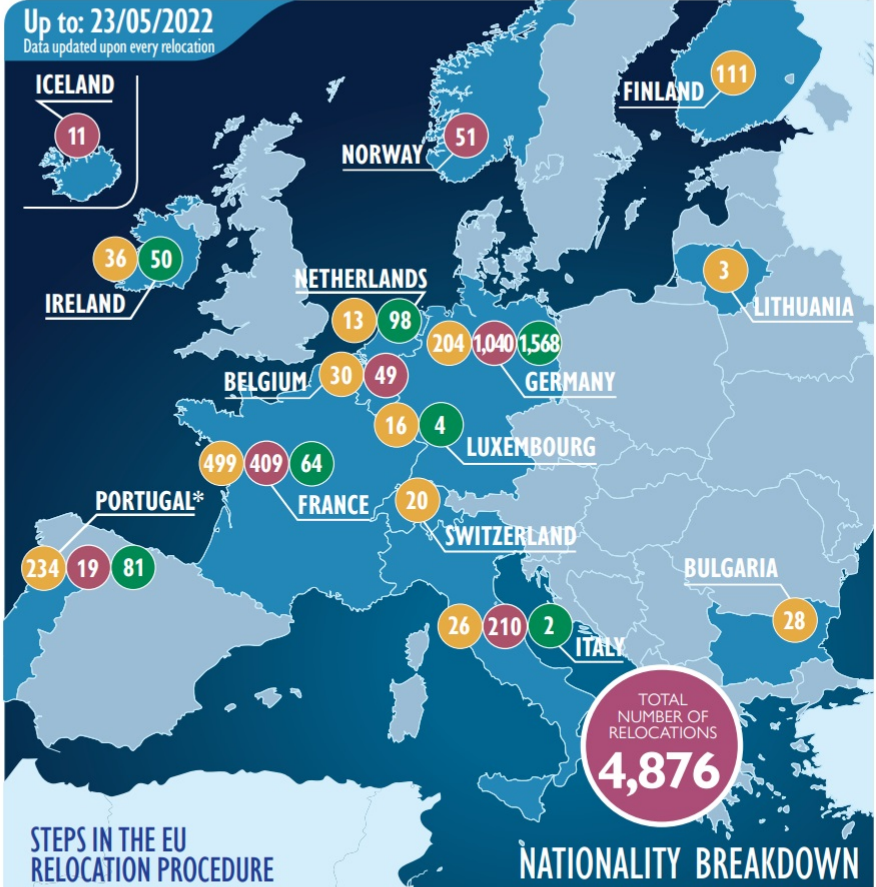 Up to: 23/05/2022
Data updated upon every relocation
ICELAND
11
NORWAY
51
FINLAND
111
36 50
IRELAND
NETHERLANDS
13 98
3
LITHUANIA
204 1,040 1,568
GERMANY
BELGIUM 30 49
16 4
LUXEMBOURG
499 409 64
FRANCE
PORTUGAL*
234 19 81
20
SWITZERLAND
BULGARIA
28
26 210 2
ITALY
TOTAL
NUMBER OF
RELOCATIONS
4,876
STEPS IN THE EU
RELOCATION PROCEDURE
NATIONALITY BREAKDOWN